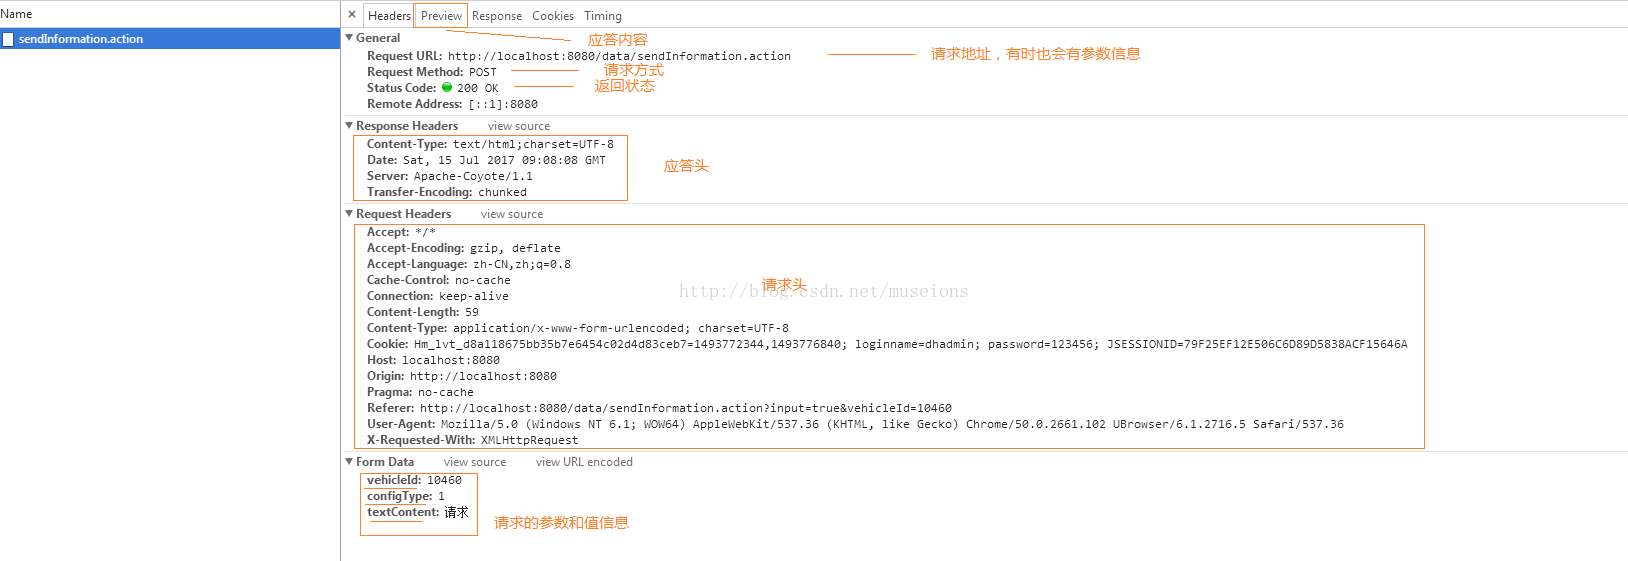 Name
sendInformation.action
× Headers Preview Response Cookies Timing
General
应答内容
Request URL: http://localhost:8080/data/sendInformation.action
请求地址，有时也会有参数信息
Request Method: POST
请求方式
Status Code: 200 OK
返回状态
Remote Address: [::1]:8080
Response Headers view source
Content-Type: text/html;charset=UTF-8
Date: Sat, 15 Jul 2017 09:08:08 GMT
应答头
Server: Apache-Coyote/1.1
Transfer-Encoding: chunked
Request Headers view source
Accept: */*
Accept-Encoding: gzip, deflate
Accept-Language: zh-CN,zh;q=0.8
Cache-Control: no-cache
请求头
http://blog.csdn.net/museions
Connection: keep-alive
Content-Length: 59
Content-Type: application/x-www-form-urlencoded; charset=UTF-8
Cookie: Hm_lvt_d8a118675bb35b7e6454c02d4d83ceb7=1493772344,1493776840; loginname=dhadmin; password=123456; JSESSIONID=79F25EF12E506C6D89D5838ACF15646A
Host: localhost:8080
Origin: http://localhost:8080
Pragma: no-cache
Referer: http://localhost:8080/data/sendInformation.action?input=true&vehicleId=10460
User-Agent: Mozilla/5.0 (Windows NT 6.1; WOW64) AppleWebKit/537.36 (KHTML, like Gecko) Chrome/50.0.2661.102 UBrowser/6.1.2716.5 Safari/537.36
X-Requested-With: XMLHttpRequest
Form Data view source view URL encoded
vehicleId: 10460
configType: 1
textContent: 请求
请求的参数和值信息